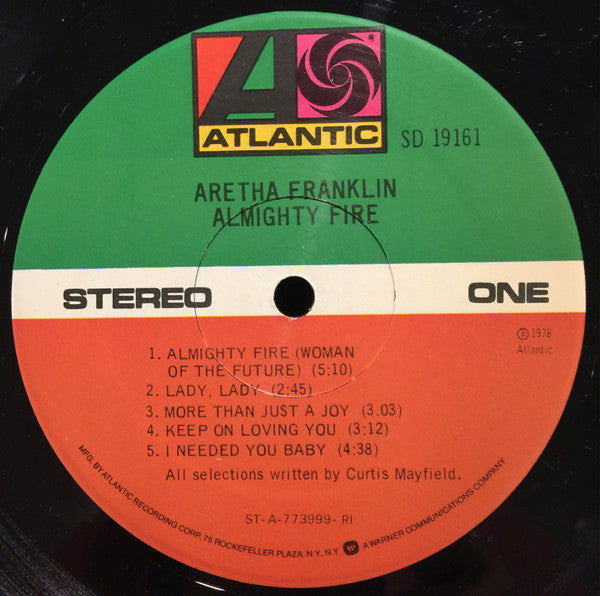 ATLANTIC
SD 19161
ARETHA FRANKLIN
ALMIGHTY FIRE
STEREO
ONE
℗ 1978
Atlantic
1. ALMIGHTY FIRE (WOMAN
OF THE FUTURE) (5:10)
2. LADY, LADY (2:45)
3. MORE THAN JUST A JOY (3.03)
4. KEEP ON LOVING YOU (3:12)
5. I NEEDED YOU BABY (4:38)
All selections written by Curtis Mayfield.
ST-A-773999- RI
MFG. BY ATLANTIC RECORDING CORP. 75 ROCKEFELLER PLAZA, N.Y., N.Y. A WARNER COMMUNICATIONS COMPANY